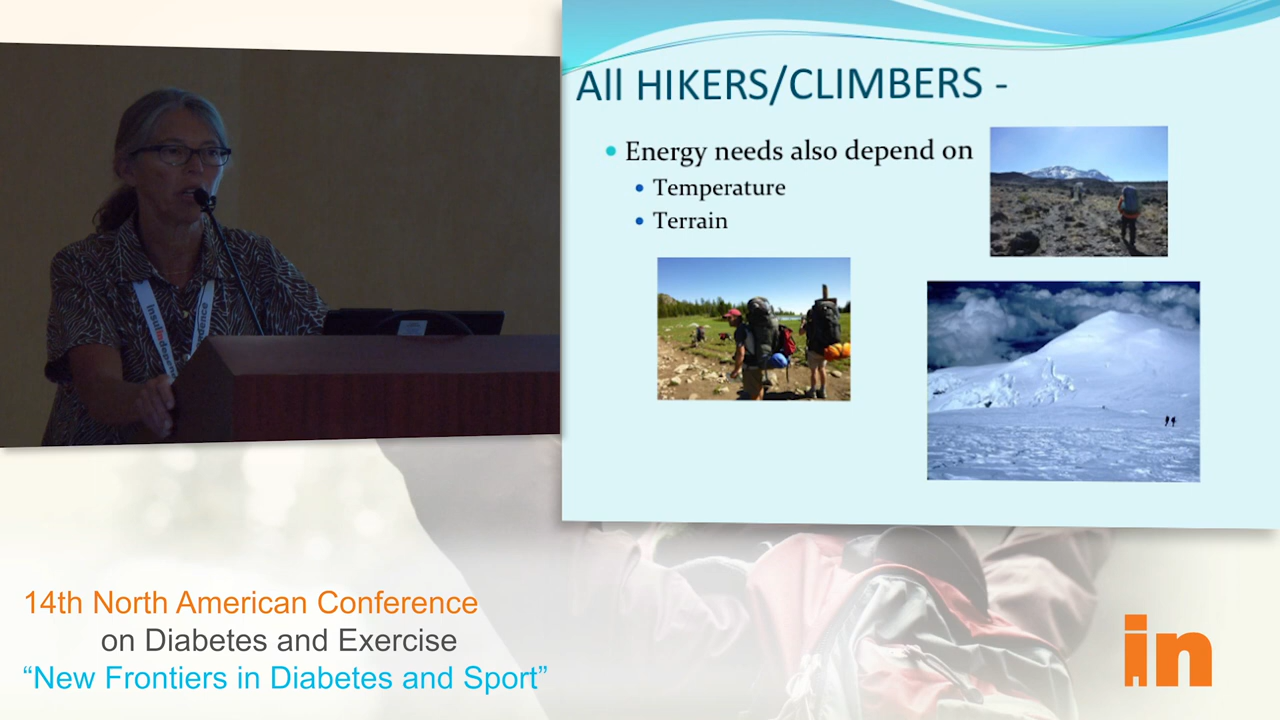 All HIKERS/CLIMBERS -
Energy needs also depend on
Temperature
Terrain
insulindependence
14th North American Conference
on Diabetes and Exercise
“New Frontiers in Diabetes and Sport”
in